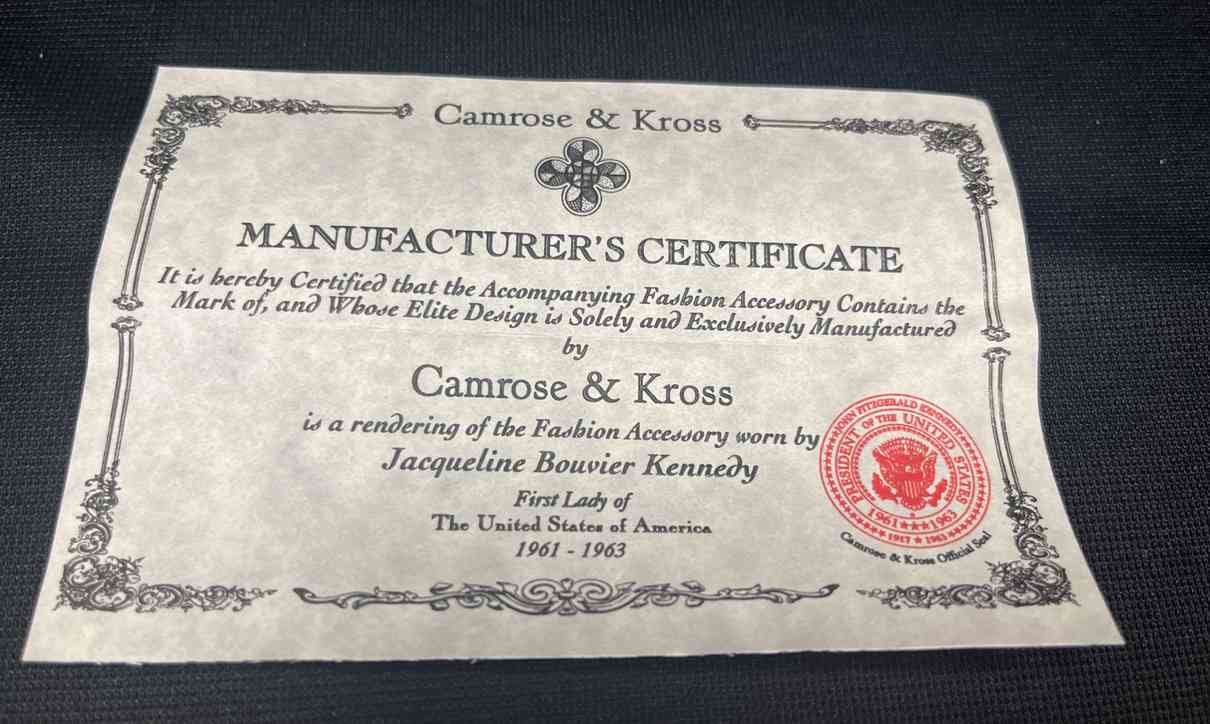 Camrose & Kross
MANUFACTURER'S CERTIFICATE
It is hereby Certified that the Accompanying Fashion Accessory Contains the
Mark of, and Whose Elite Design is Solely and Exclusively Manufactured
by
Camrose & Kross
is a rendering of the Fashion Accessory worn by
Jacqueline Bouvier Kennedy
First Lady of
The United States of America
1961 - 1963
JOHN FITZGERALD KENNEDY
PRESIDENT OF THE UNITED STATES
1961★★★1963
1917 ★ 1963
Camrose & Kross Official Seal